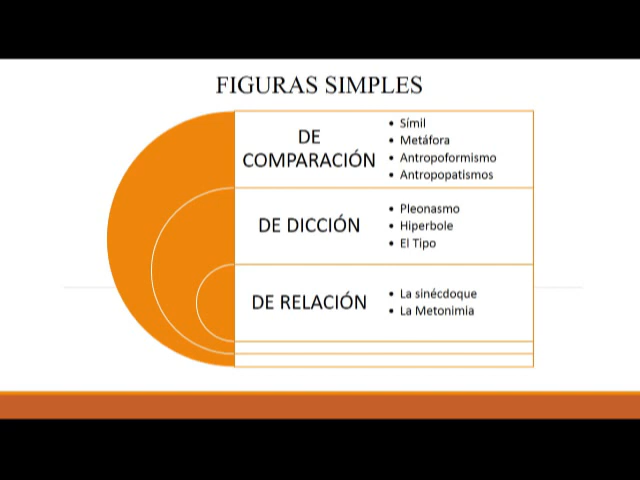 FIGURAS SIMPLES
DE
COMPARACIÓN
• Símil
• Metáfora
• Antropoformismo
• Antropopatismos
DE DICCIÓN
• Pleonasmo
• Hiperbole
• El Tipo
DE RELACIÓN
• La sinécdoque
• La Metonimia